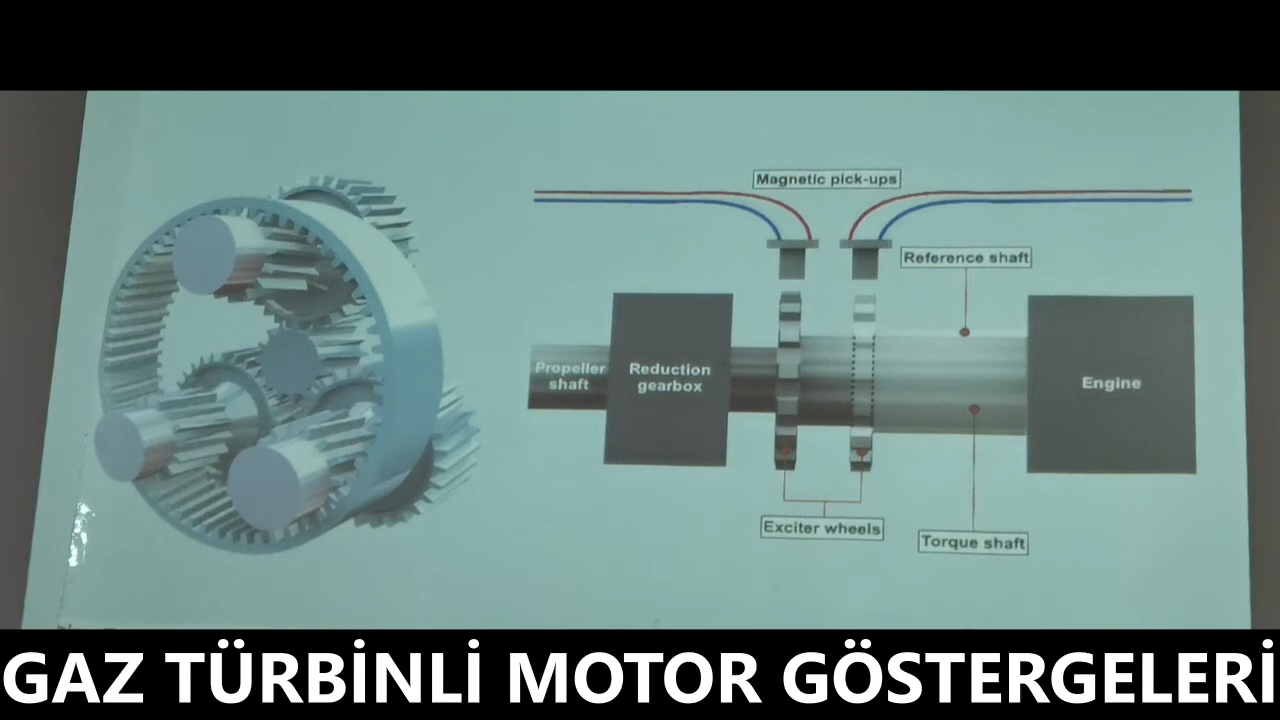 Magnetic pick-ups
Reference shaft
Propeller
shaft
Reduction
gearbox
Engine
Exciter wheels
Torque shaft
GAZ TÜRBİNLİ MOTOR GÖSTERGELERİ